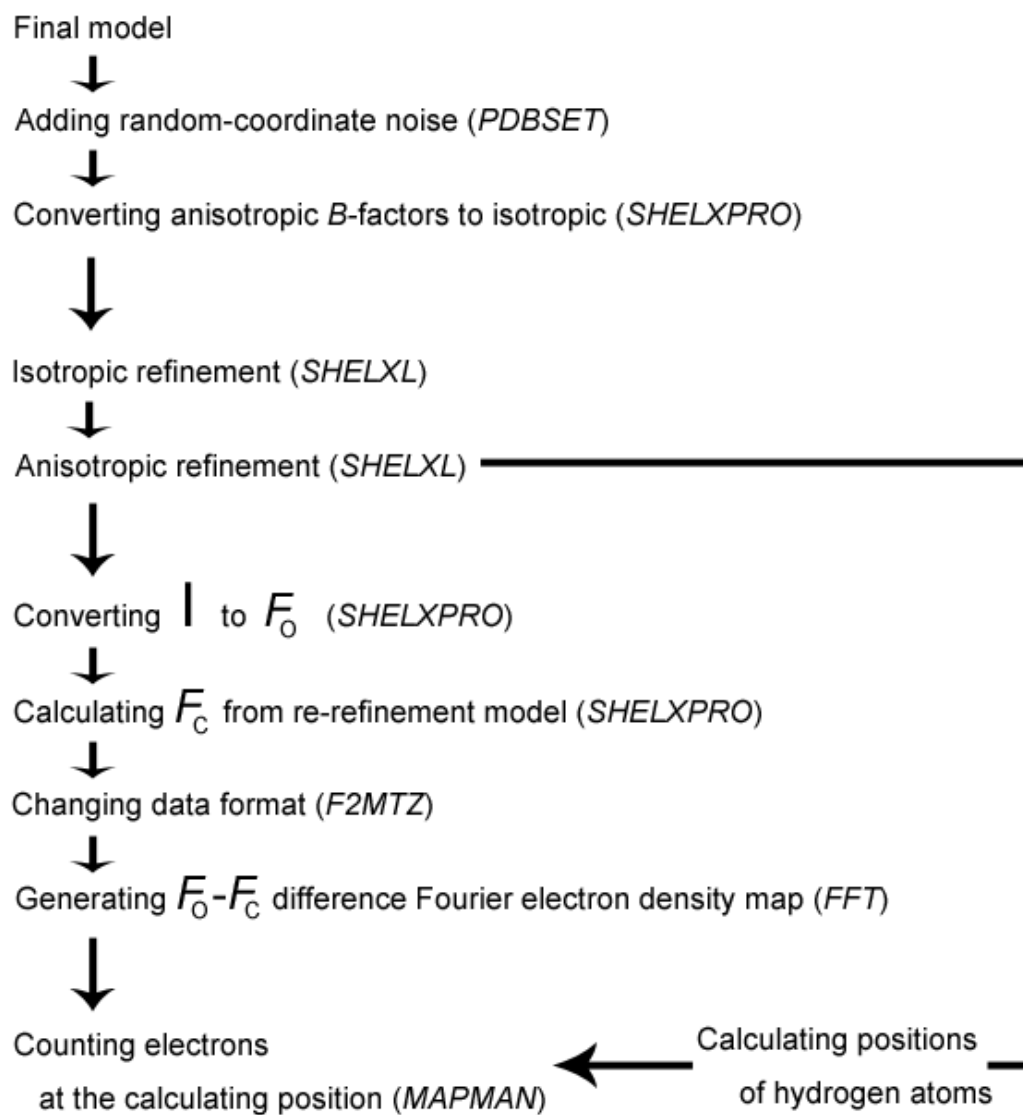 Final model
Adding random-coordinate noise (PDBSET)
Converting anisotropic B-factors to isotropic (SHELXPRO)
Isotropic refinement (SHELXL)
Anisotropic refinement (SHELXL)
Converting I to FO (SHELXPRO)
Calculating FC from re-refinement model (SHELXPRO)
Changing data format (F2MTZ)
Generating FO-FC difference Fourier electron density map (FFT)
Counting electrons
at the calculating position (MAPMAN)
Calculating positions
of hydrogen atoms